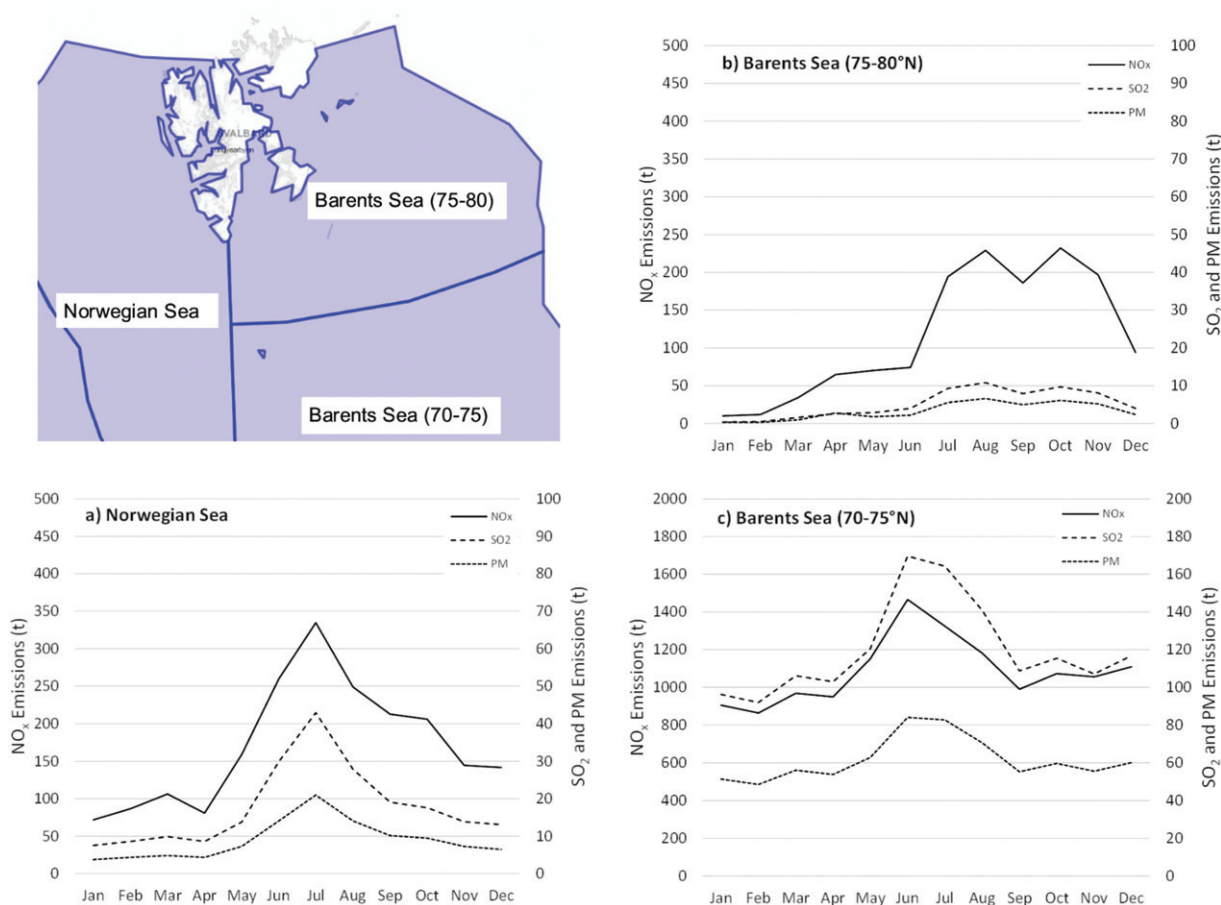 SVALBARD
Barents Sea (75-80)
Norwegian Sea
Barents Sea (70-75)
b) Barents Sea (75-80°N)
NOx
SO2
PM
NOx Emissions (t)
SO2 and PM Emissions (t)
500
450
400
350
300
250
200
150
100
50
0
100
90
80
70
60
50
40
30
20
10
0
Jan Feb Mar Apr May Jun Jul Aug Sep Oct Nov Dec
a) Norwegian Sea
NOx
SO2
PM
NOx Emissions (t)
SO2 and PM Emissions (t)
500
450
400
350
300
250
200
150
100
50
0
100
90
80
70
60
50
40
30
20
10
0
Jan Feb Mar Apr May Jun Jul Aug Sep Oct Nov Dec
c) Barents Sea (70-75°N)
NOx
SO2
PM
NOx Emissions (t)
SO2 and PM Emissions (t)
2000
1800
1600
1400
1200
1000
800
600
400
200
0
200
180
160
140
120
100
80
60
40
20
0
Jan Feb Mar Apr May Jun Jul Aug Sep Oct Nov Dec